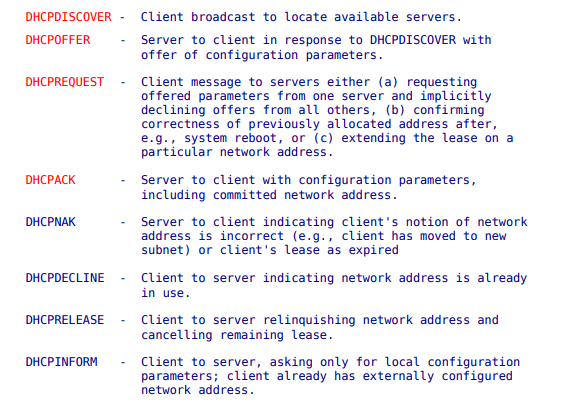 DHCPDISCOVER - Client broadcast to locate available servers.
DHCPOFFER - Server to client in response to DHCPDISCOVER with
offer of configuration parameters.
DHCPREQUEST - Client message to servers either (a) requesting
offered parameters from one server and implicitly
declining offers from all others, (b) confirming
correctness of previously allocated address after,
e.g., system reboot, or (c) extending the lease on a
particular network address.
DHCPACK - Server to client with configuration parameters,
including committed network address.
DHCPNAK - Server to client indicating client's notion of network
address is incorrect (e.g., client has moved to new
subnet) or client's lease as expired
DHCPDECLINE - Client to server indicating network address is already
in use.
DHCPRELEASE - Client to server relinquishing network address and
cancelling remaining lease.
DHCPINFORM - Client to server, asking only for local configuration
parameters; client already has externally configured
network address.